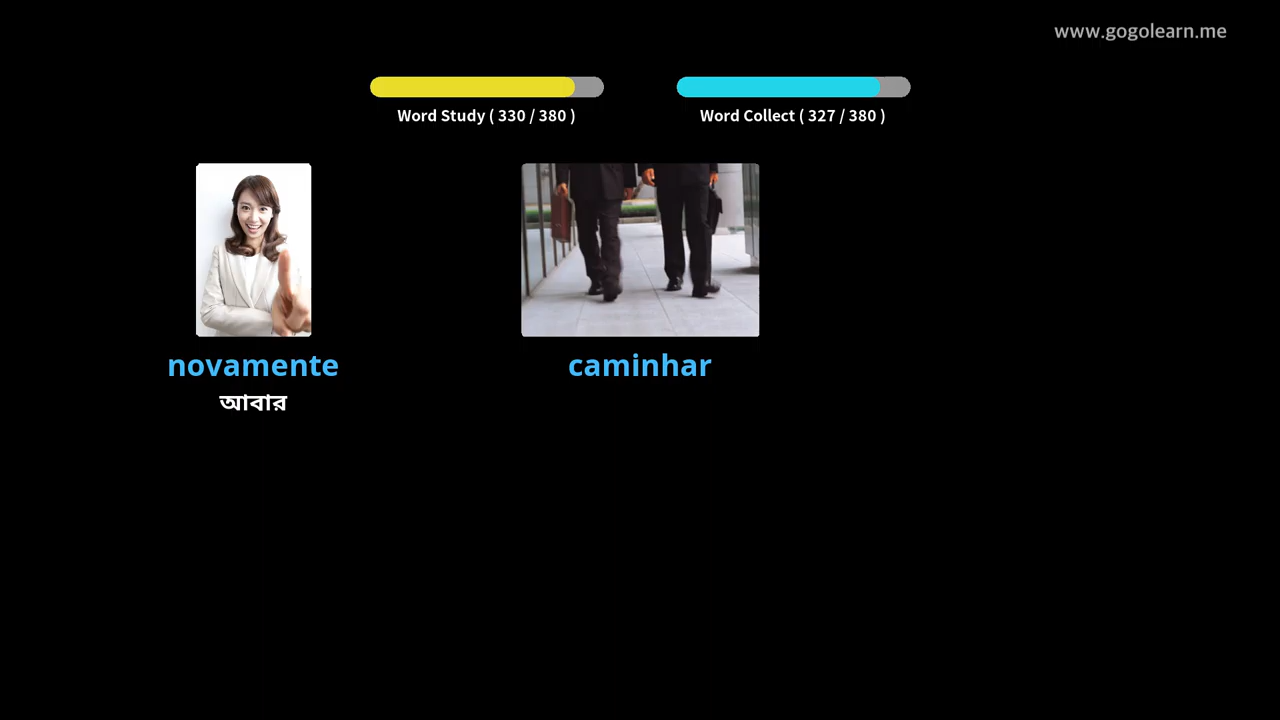 www.gogolearn.me
Word Study ( 330 / 380 )
Word Collect ( 327 / 380 )
novamente
caminhar
আবার